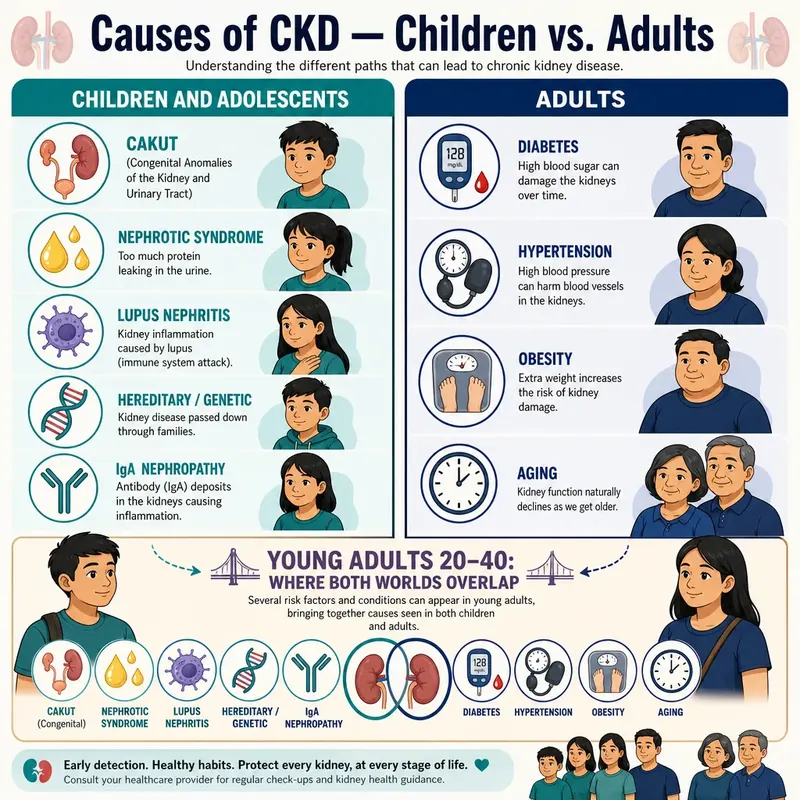 Causes of CKD — Children vs. Adults
Understanding the different paths that can lead to chronic kidney disease.
CHILDREN AND ADOLESCENTS
CAKUT
(Congenital Anomalies
of the Kidney and
Urinary Tract)
NEPHROTIC SYNDROME
Too much protein
leaking in the urine.
LUPUS NEPHRITIS
Kidney inflammation
caused by lupus
(immune system attack).
HEREDITARY / GENETIC
Kidney disease passed down
through families.
IgA NEPHROPATHY
Antibody (IgA) deposits
in the kidneys causing
inflammation.
ADULTS
128
mg/dL
DIABETES
High blood sugar can
damage the kidneys
over time.
HYPERTENSION
High blood pressure
can harm blood vessels
in the kidneys.
OBESITY
Extra weight increases
the risk of kidney
damage.
AGING
Kidney function naturally
declines as we get older.
YOUNG ADULTS 20–40:
WHERE BOTH WORLDS OVERLAP
Several risk factors and conditions can appear in young adults,
bringing together causes seen in both children
and adults.
CAKUT
(Congenital)
NEPHROTIC
SYNDROME
LUPUS
NEPHRITIS
HEREDITARY /
GENETIC
IgA
NEPHROPATHY
128
DIABETES
HYPERTENSION
OBESITY
AGING
Early detection. Healthy habits. Protect every kidney, at every stage of life.
Consult your healthcare provider for regular check-ups and kidney health guidance.